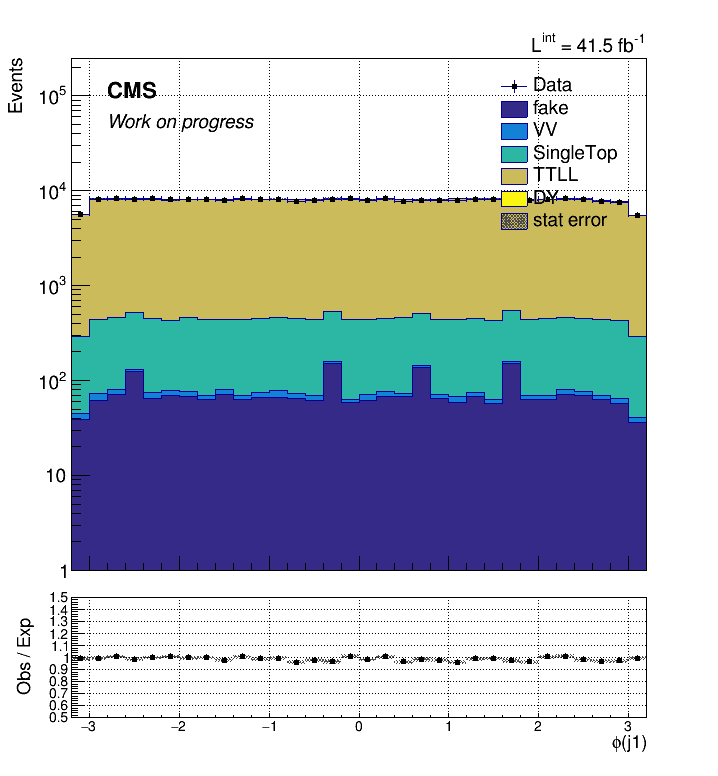 L^int = 41.5 fb^-1
Events
CMS
Work on progress
Data
fake
VV
SingleTop
TTLL
DY
stat error
10^5
10^4
10^3
10^2
10
1
Obs / Exp
1.5
1.4
1.3
1.2
1.1
1
0.9
0.8
0.7
0.6
0.5
−3 −2 −1 0 1 2 3
ϕ(j1)